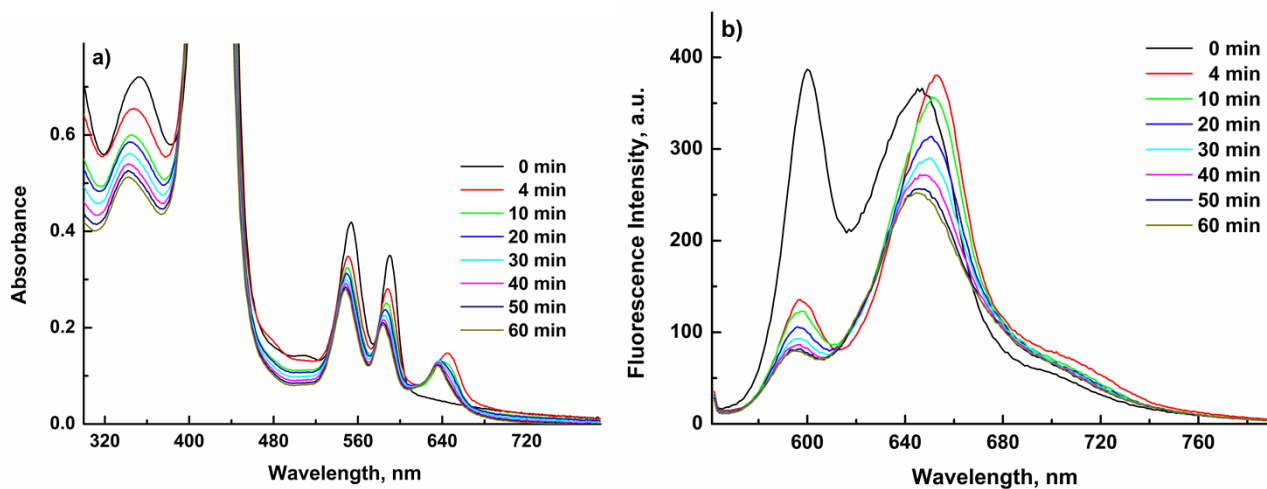 a)
Absorbance
0.6
0.4
0.2
0.0
320 400 480 560 640 720
Wavelength, nm
0 min
4 min
10 min
20 min
30 min
40 min
50 min
60 min
b)
Fluorescence Intensity, a.u.
400
300
200
100
0
600 640 680 720 760
Wavelength, nm
0 min
4 min
10 min
20 min
30 min
40 min
50 min
60 min